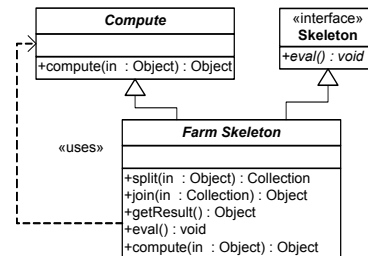 Compute
+compute(in : Object) : Object
«interface»
Skeleton
+eval() : void
«uses»
Farm Skeleton
+split(in : Object) : Collection
+join(in : Collection) : Object
+getResult() : Object
+eval() : void
+compute(in : Object) : Object